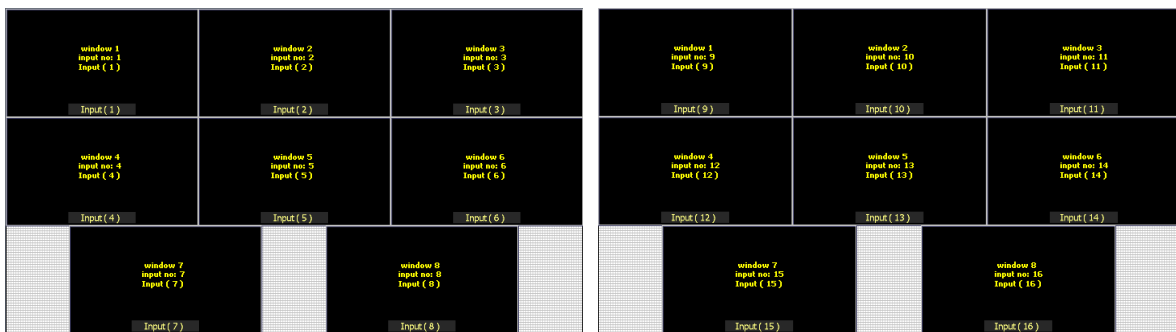 window 1
input no: 1
Input ( 1 )
Input ( 1 )
window 2
input no: 2
Input ( 2 )
Input ( 2 )
window 3
input no: 3
Input ( 3 )
Input ( 3 )
window 4
input no: 4
Input ( 4 )
Input ( 4 )
window 5
input no: 5
Input ( 5 )
Input ( 5 )
window 6
input no: 6
Input ( 6 )
Input ( 6 )
window 7
input no: 7
Input ( 7 )
Input ( 7 )
window 8
input no: 8
Input ( 8 )
Input ( 8 )
window 1
input no: 9
Input ( 9 )
Input ( 9 )
window 2
input no: 10
Input ( 10 )
Input ( 10 )
window 3
input no: 11
Input ( 11 )
Input ( 11 )
window 4
input no: 12
Input ( 12 )
Input ( 12 )
window 5
input no: 13
Input ( 13 )
Input ( 13 )
window 6
input no: 14
Input ( 14 )
Input ( 14 )
window 7
input no: 15
Input ( 15 )
Input ( 15 )
window 8
input no: 16
Input ( 16 )
Input ( 16 )